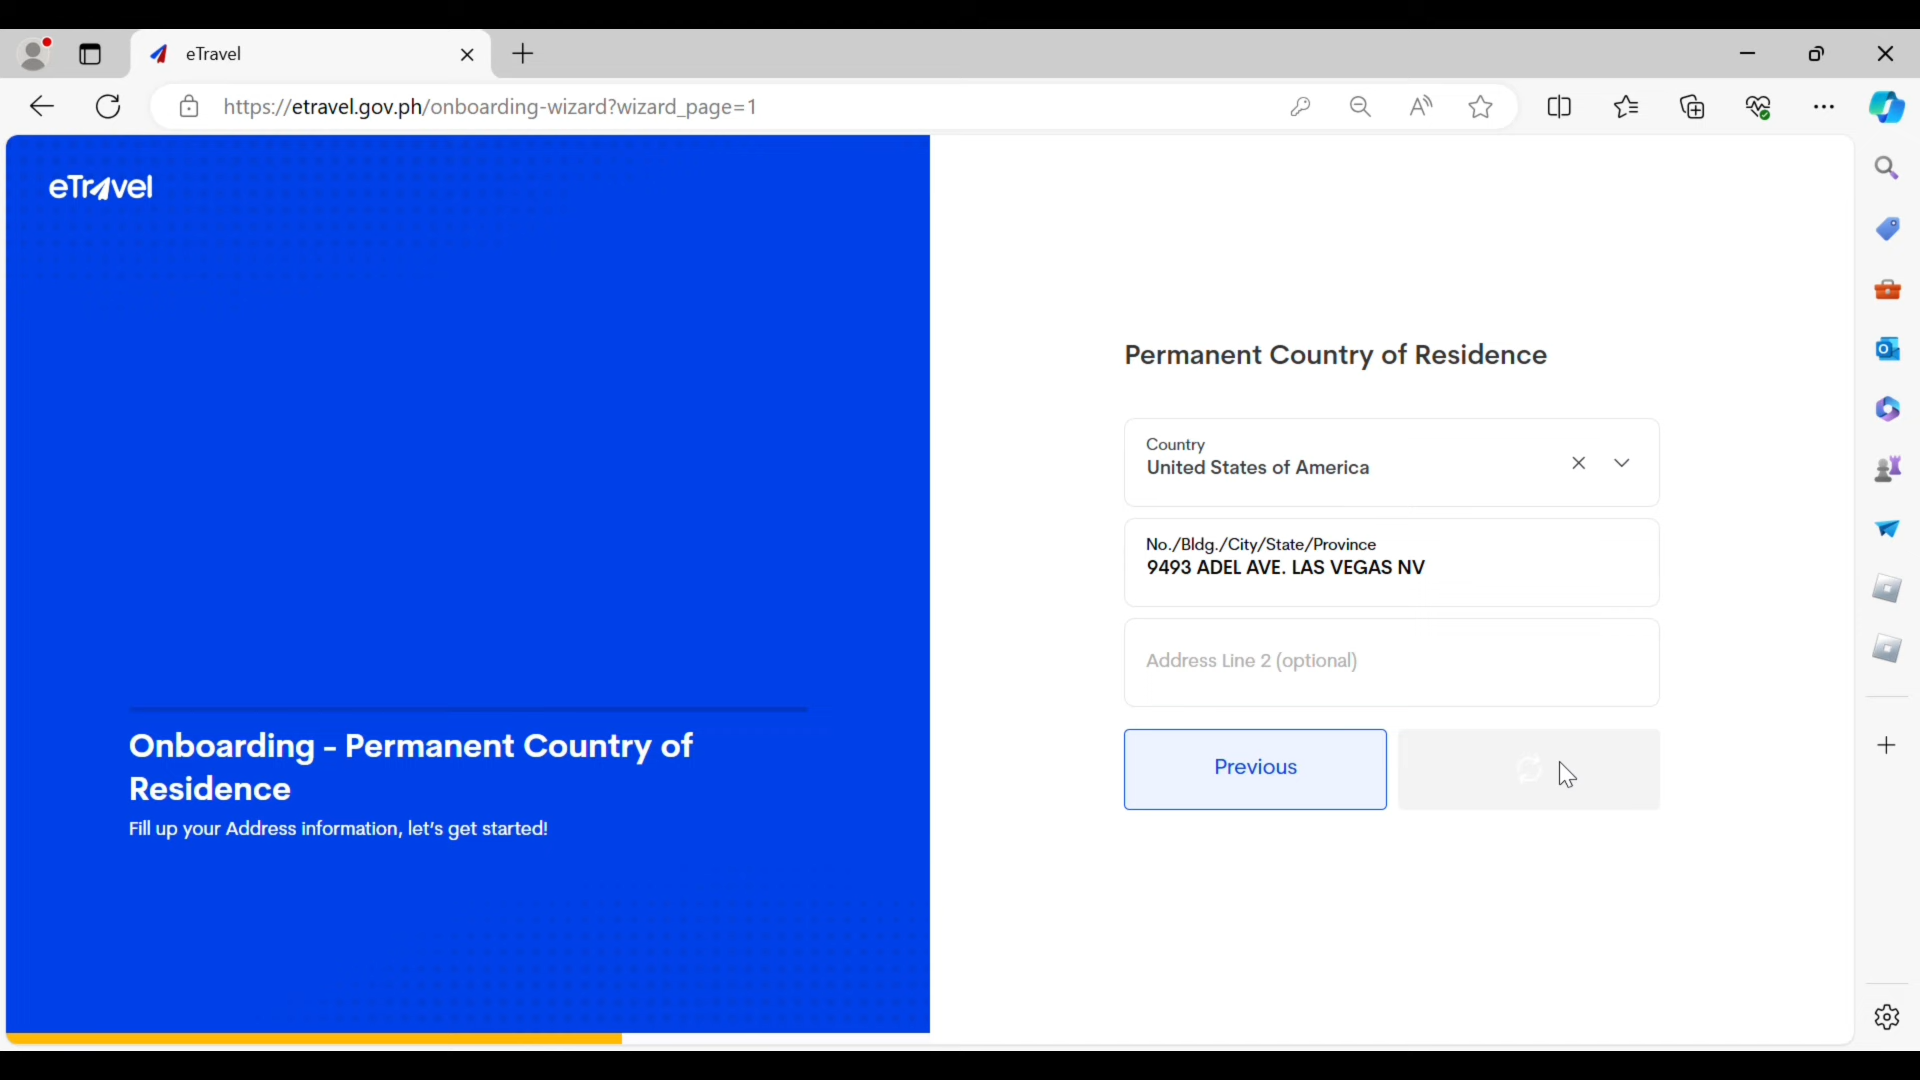 eTravel
https://etravel.gov.ph/onboarding-wizard?wizard_page=1
eTravel
Onboarding - Permanent Country of
Residence
Fill up your Address information, let's get started!
Permanent Country of Residence
Country
United States of America
No./Bldg./City/State/Province
9493 ADEL AVE. LAS VEGAS NV
Address Line 2 (optional)
Previous